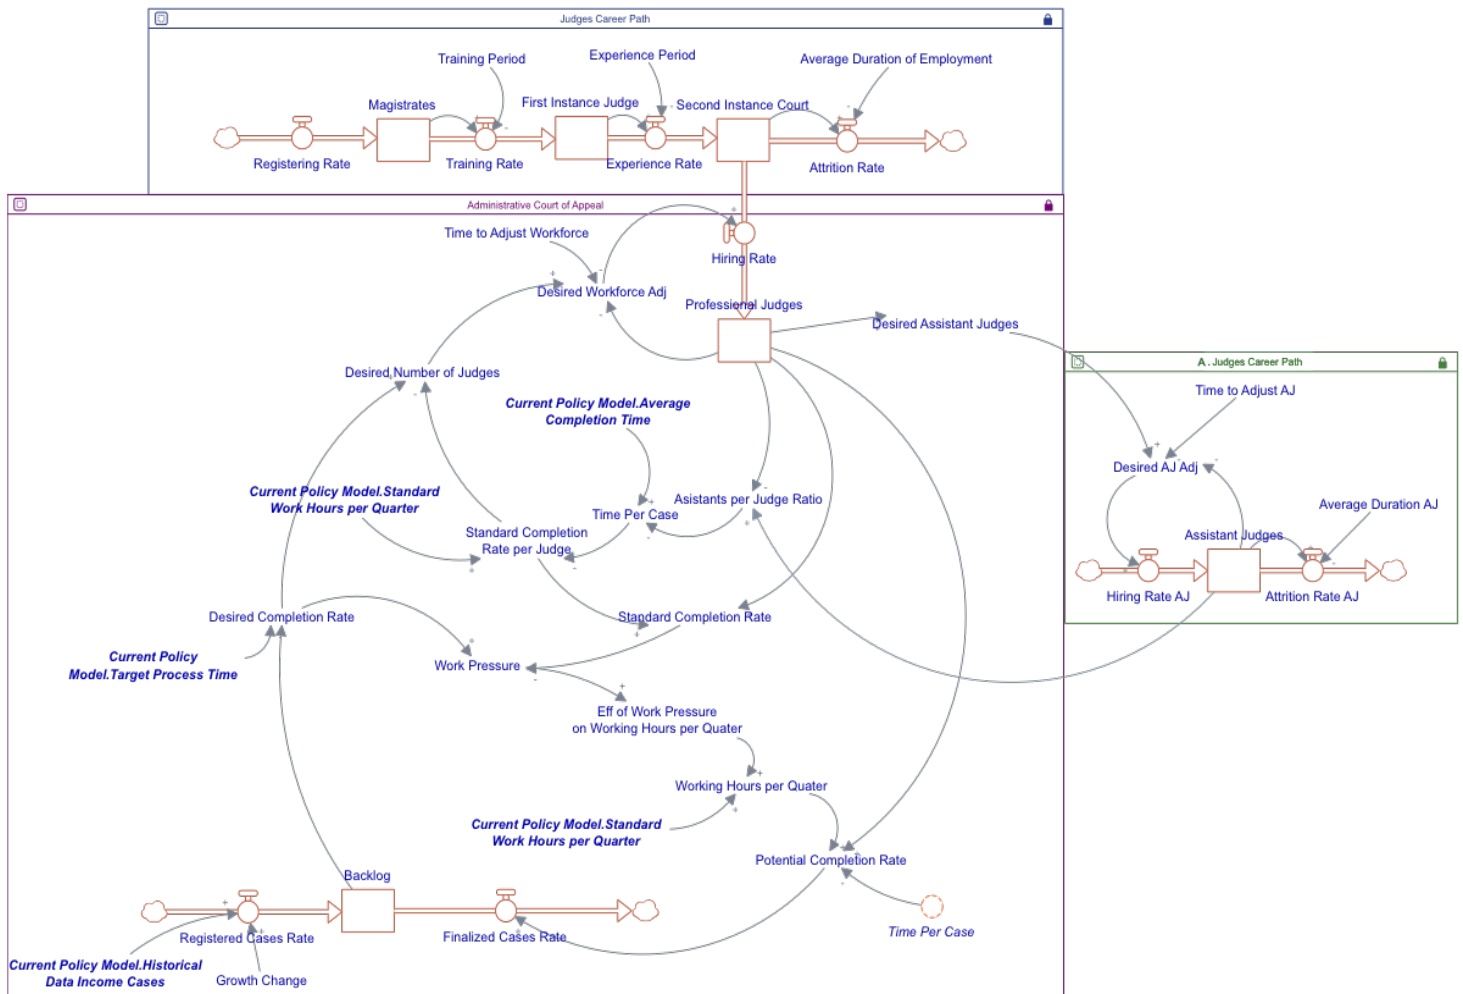 Judges Career Path
Training Period
Experience Period
Average Duration of Employment
Magistrates
First Instance Judge
Second Instance Court
Registering Rate
Training Rate
Experience Rate
Attrition Rate
Administrative Court of Appeal
Time to Adjust Workforce
Hiring Rate
Desired Workforce Adj
Professional Judges
Desired Assistant Judges
A. Judges Career Path
Desired Number of Judges
Time to Adjust AJ
Current Policy Model.Average
Completion Time
Desired AJ Adj
Current Policy Model.Standard
Work Hours per Quarter
Asistants per Judge Ratio
Time Per Case
Average Duration AJ
Standard Completion
Rate per Judge
Assistant Judges
Hiring Rate AJ
Attrition Rate AJ
Desired Completion Rate
Standard Completion Rate
Current Policy
Model.Target Process Time
Work Pressure
Eff of Work Pressure
on Working Hours per Quater
Working Hours per Quater
Current Policy Model.Standard
Work Hours per Quarter
Potential Completion Rate
Backlog
Time Per Case
Registered Cases Rate
Finalized Cases Rate
Current Policy Model.Historical
Data Income Cases
Growth Change